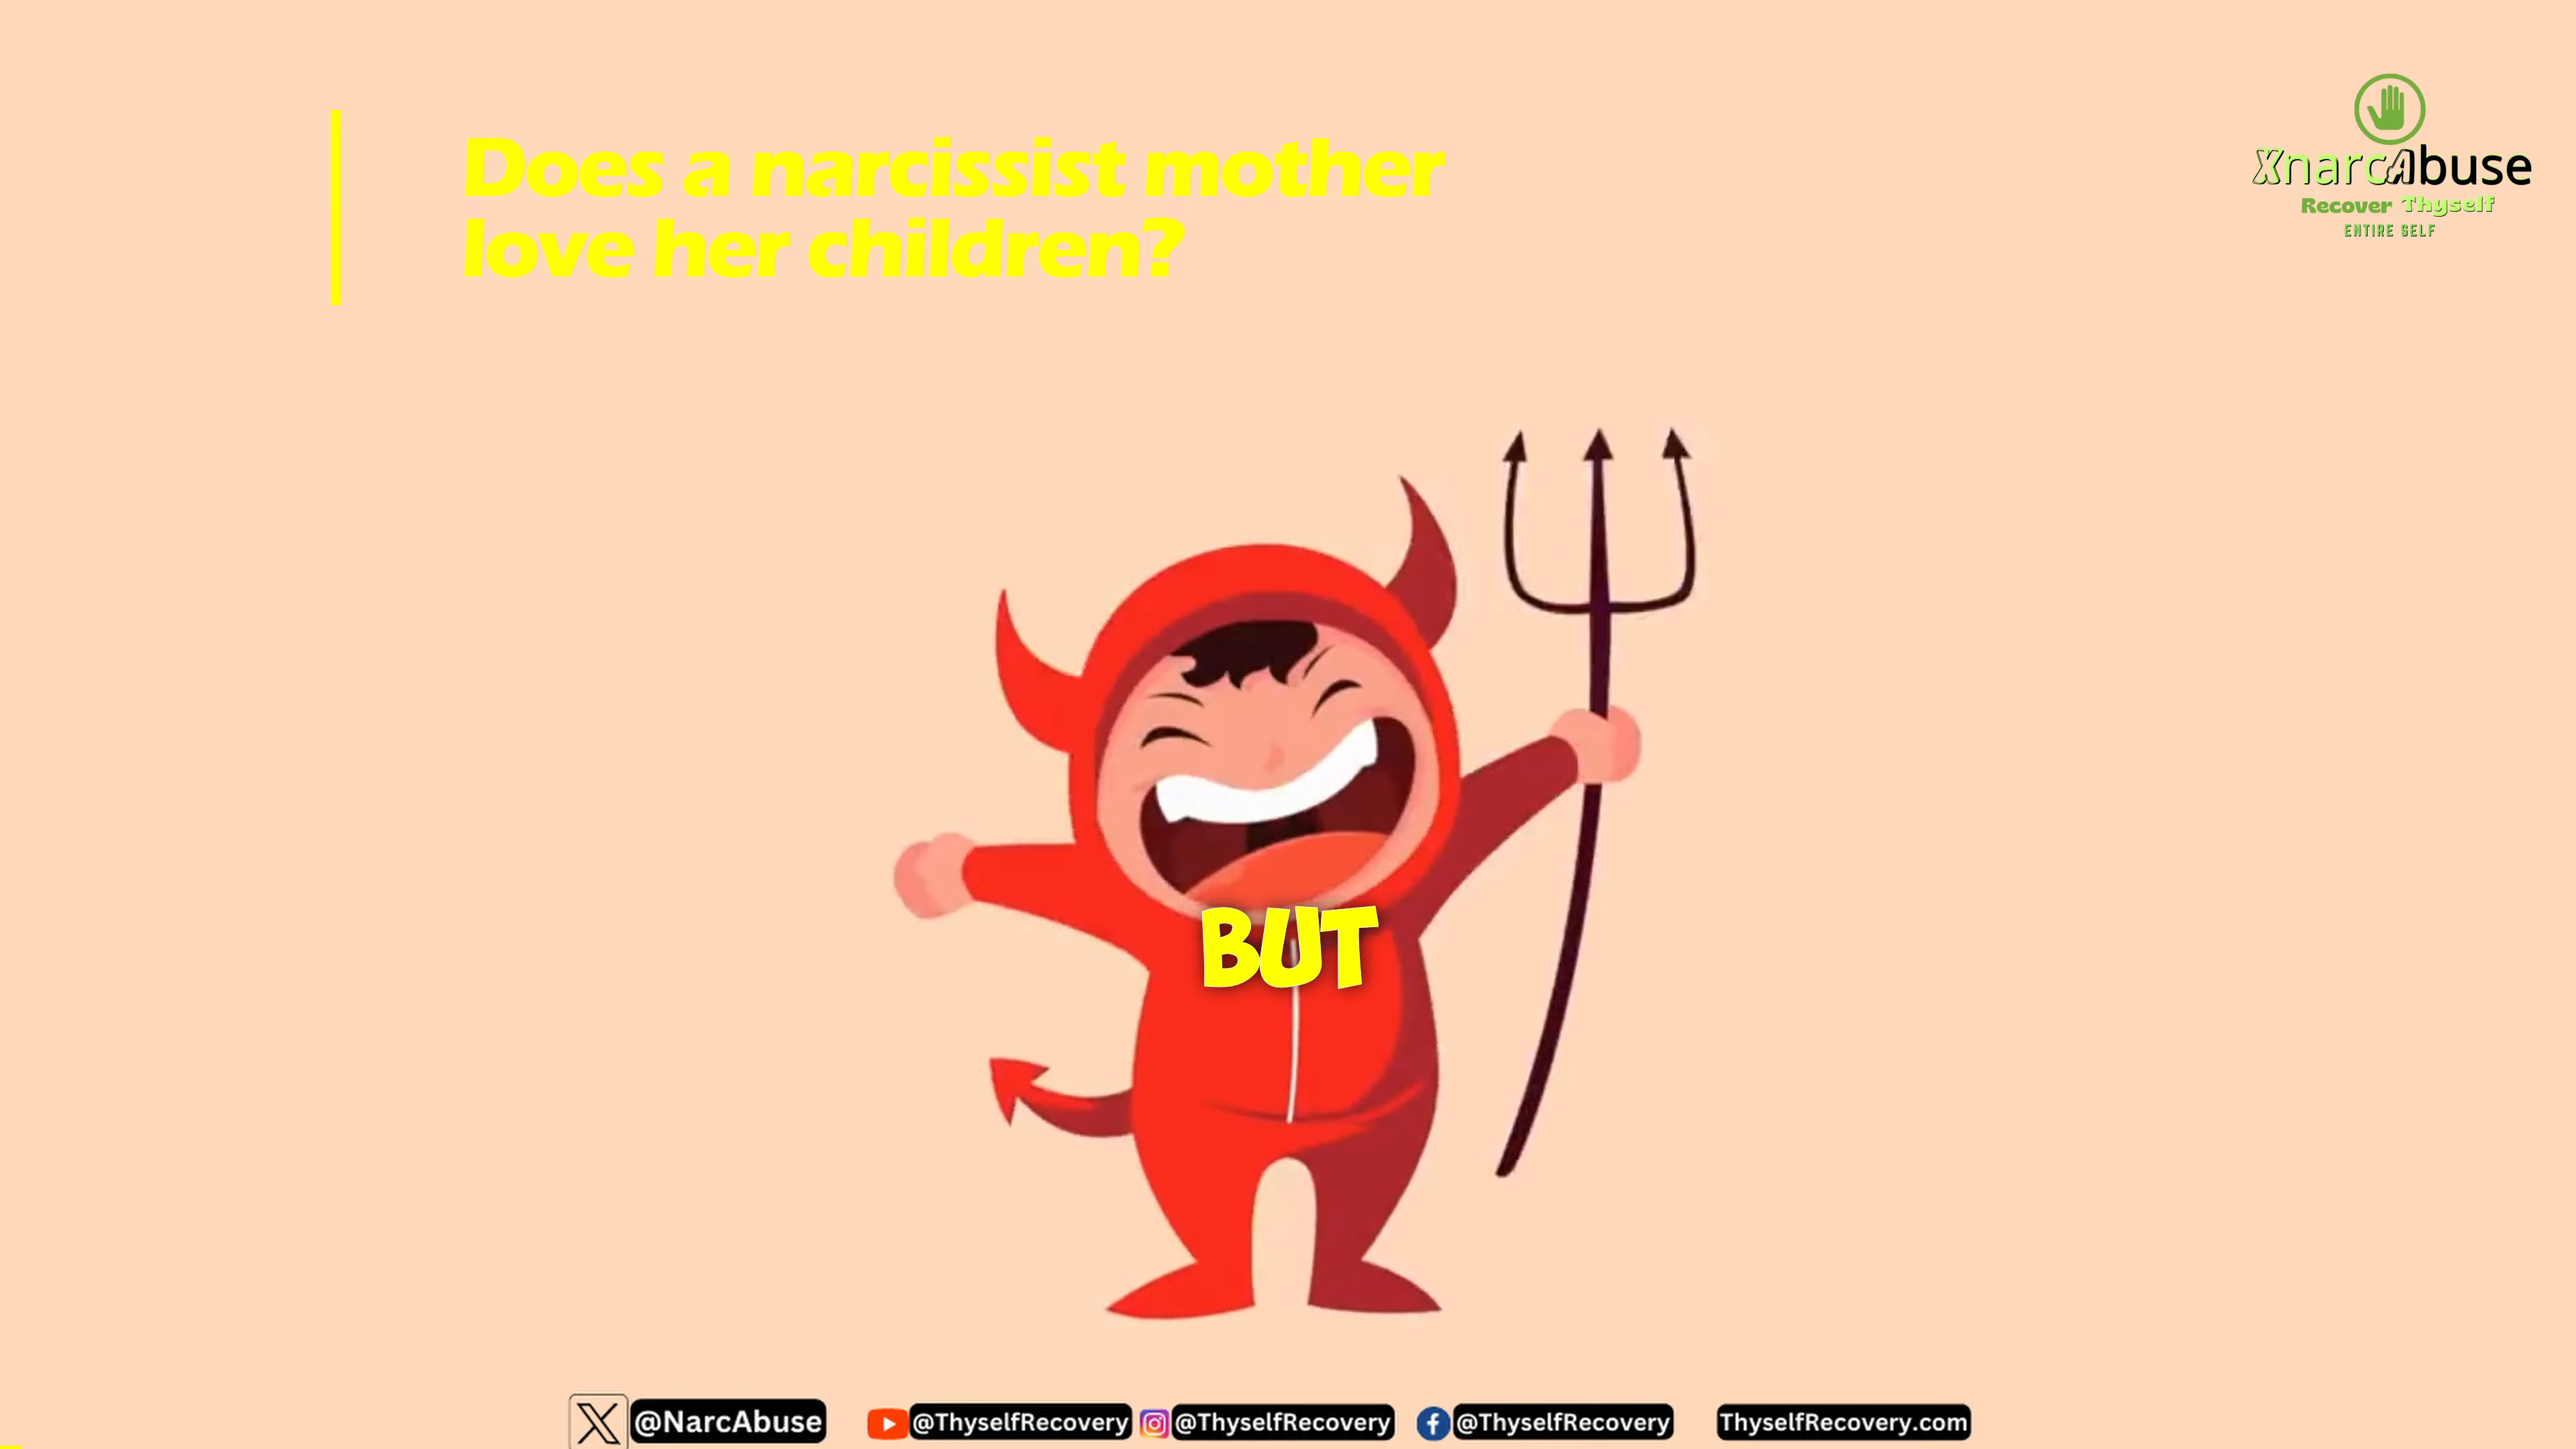 Does a narcissist mother
love her children?
XnarcAbuse
Recover Thyself
ENTIRE SELF
BUT
@NarcAbuse
@ThyselfRecovery
@ThyselfRecovery
@ThyselfRecovery
ThyselfRecovery.com